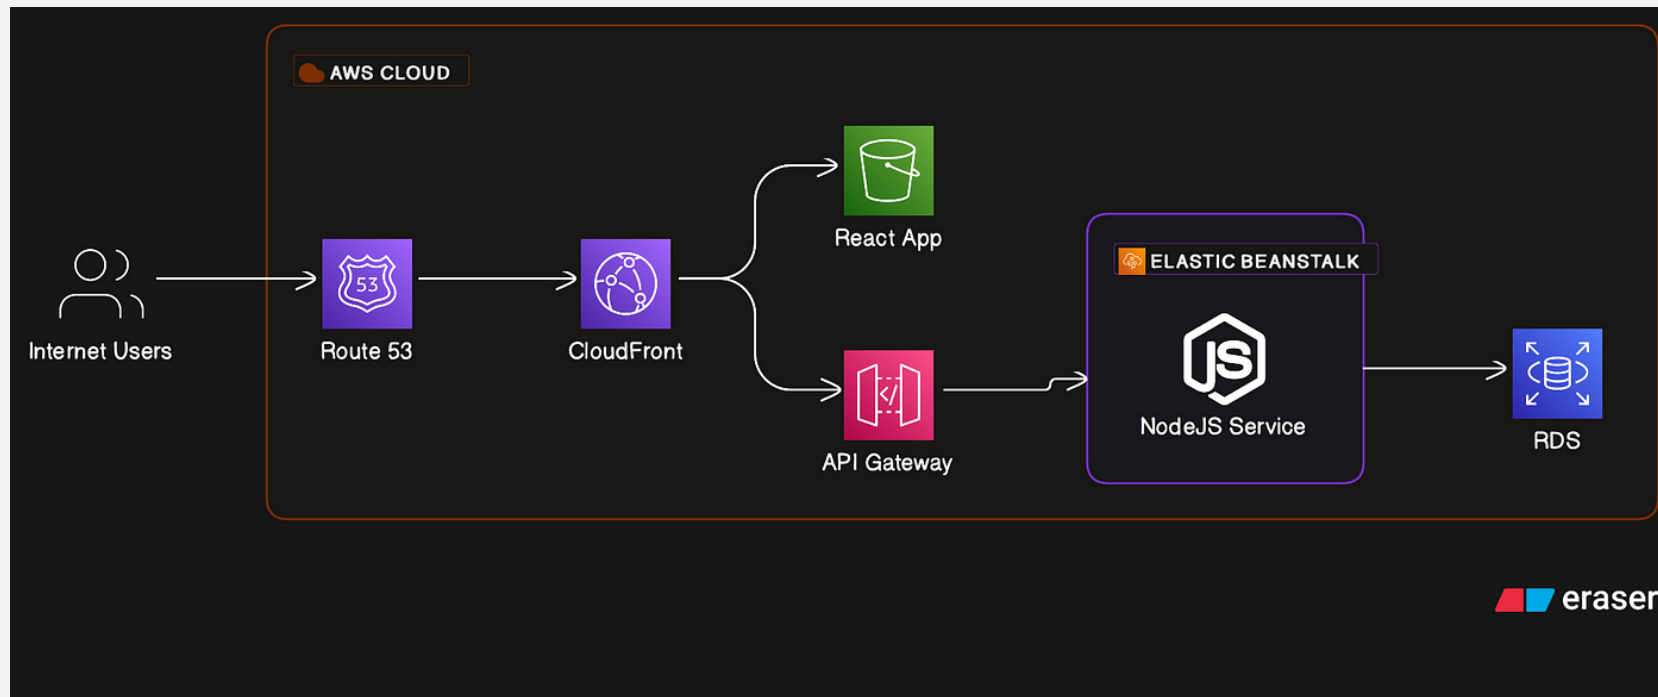 AWS CLOUD
React App
ELASTIC BEANSTALK
53
JS
</>
Internet Users
Route 53
CloudFront
NodeJS Service
RDS
API Gateway
eraser